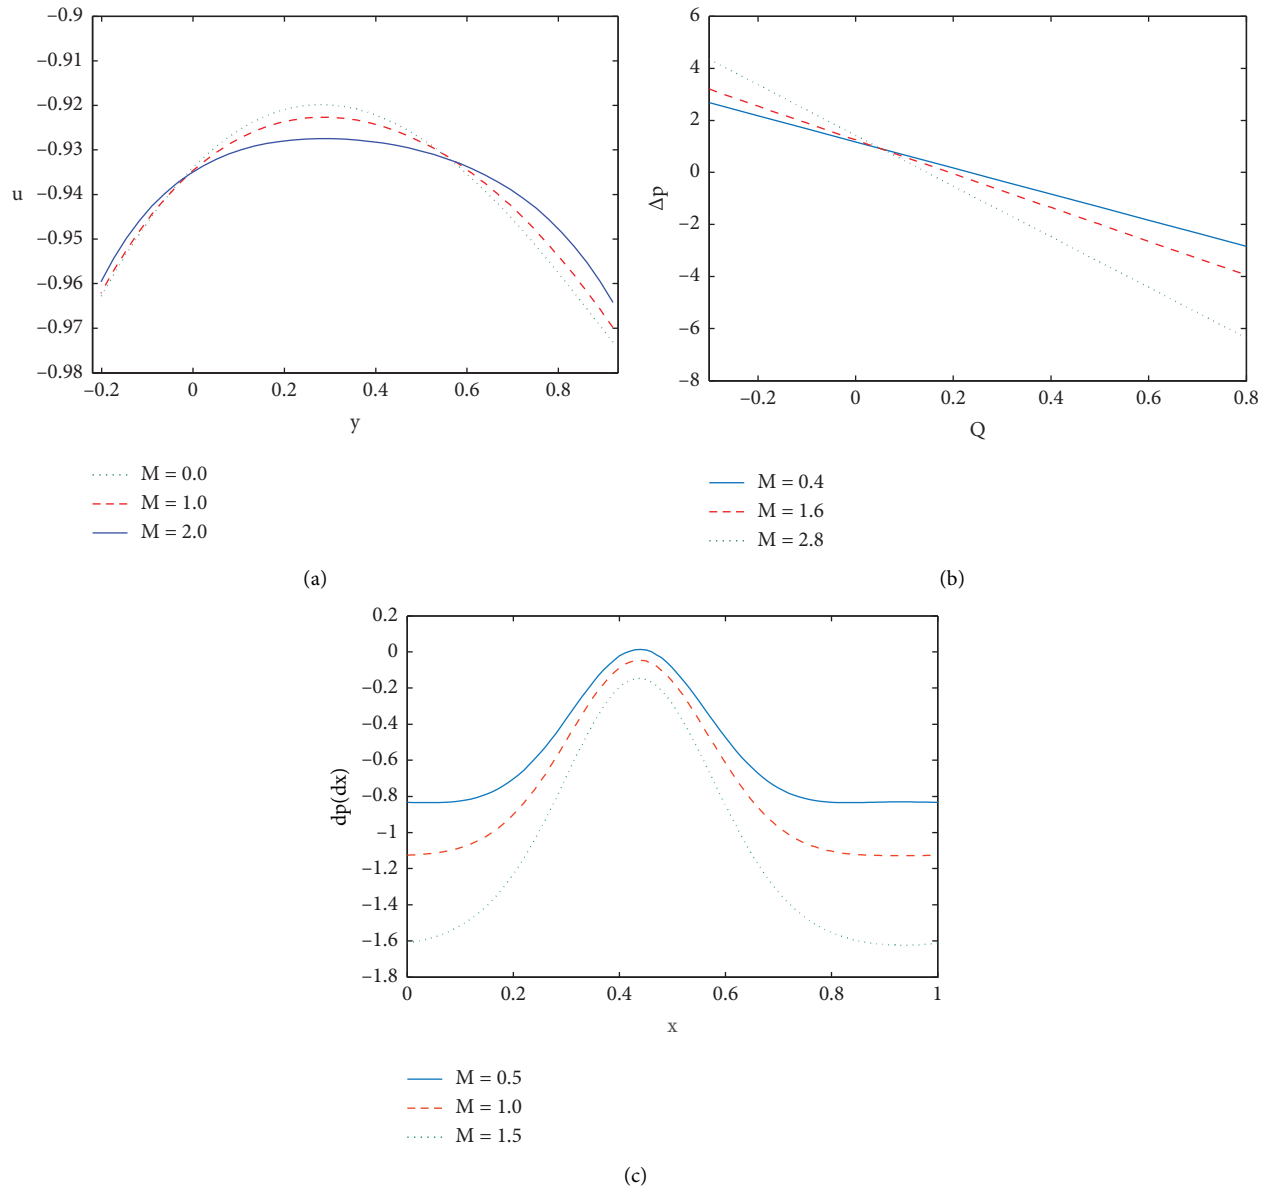 –0.9
–0.91
–0.92
–0.93
–0.94
–0.95
–0.96
–0.97
–0.98
u
–0.2 0 0.2 0.4 0.6 0.8
y
M = 0.0
M = 1.0
M = 2.0
(a)
6
4
2
0
–2
–4
–6
–8
Δp
–0.2 0 0.2 0.4 0.6 0.8
Q
M = 0.4
M = 1.6
M = 2.8
(b)
0.2
0
–0.2
–0.4
–0.6
–0.8
–1
–1.2
–1.4
–1.6
–1.8
dp(dx)
0 0.2 0.4 0.6 0.8 1
x
M = 0.5
M = 1.0
M = 1.5
(c)